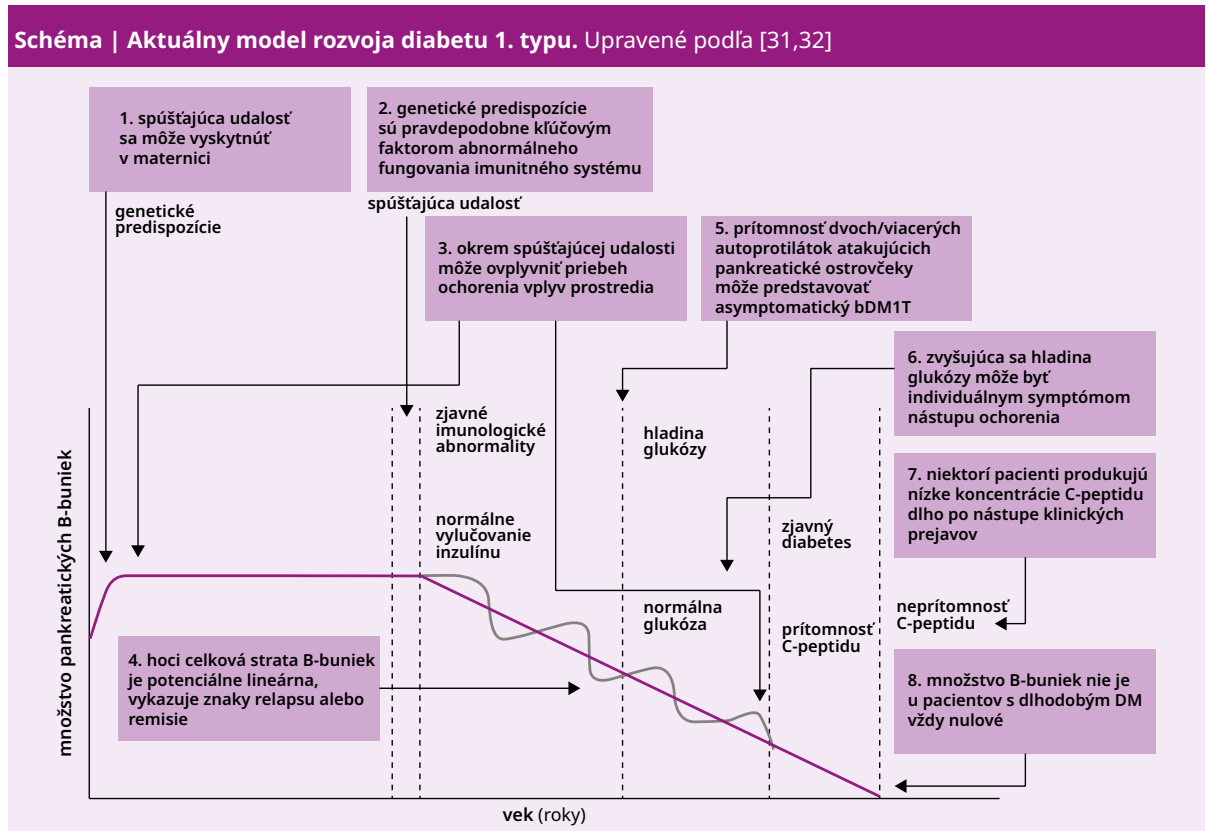 Schéma | Aktuálny model rozvoja diabetu 1. typu. Upravené podľa [31,32]
1. spúšťajúca udalosť
sa môže vyskytnúť
v maternici
2. genetické predispozície
sú pravdepodobne kľúčovým
faktorom abnormálneho
fungovania imunitného systému
genetické
predispozície
spúšťajúca udalosť
3. okrem spúšťajúcej udalosti
môže ovplyvniť priebeh
ochorenia vplyv prostredia
5. prítomnosť dvoch/viacerých
autoprotilátok atakujúcich
pankreatické ostrovčeky
môže predstavovať
asymptomatický bDM1T
6. zvyšujúca sa hladina
glukózy môže byť
individuálnym symptómom
nástupu ochorenia
zjavné
imunologické
abnormality
hladina
glukózy
7. niektorí pacienti produkujú
nízke koncentrácie C-peptidu
dlho po nástupe klinických
prejavov
normálne
vylučovanie
inzulínu
zjavný
diabetes
normálna
glukóza
prítomnosť
C-peptidu
neprítomnosť
C-peptidu
4. hoci celková strata B-buniek
je potenciálne lineárna,
vykazuje znaky relapsu alebo
remisie
8. množstvo B-buniek nie je
u pacientov s dlhodobým DM
vždy nulové
množstvo pankreatických B-buniek
vek (roky)